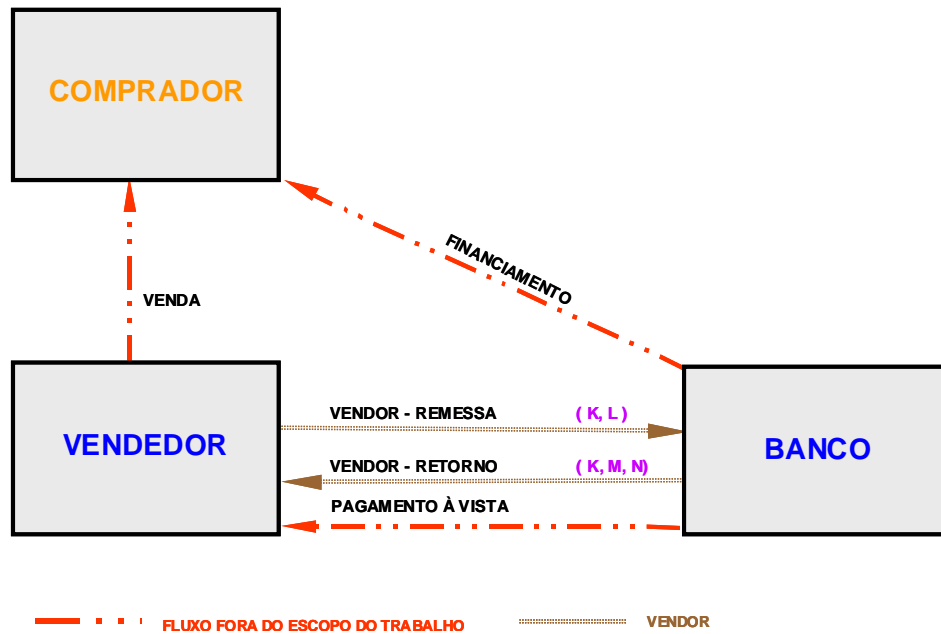 COMPRADOR
FINANCIAMENTO
VENDA
VENDOR - REMESSA ( K, L )
VENDEDOR
BANCO
VENDOR - RETORNO ( K, M, N)
PAGAMENTO À VISTA
FLUXO FORA DO ESCOPO DO TRABALHO
VENDOR